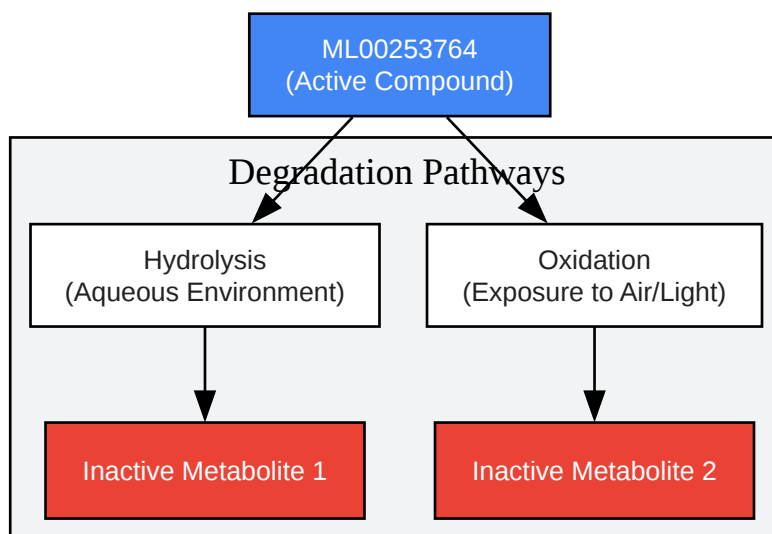 ML00253764
(Active Compound)
Degradation Pathways
Hydrolysis
(Aqueous Environment)
Oxidation
(Exposure to Air/Light)
Inactive Metabolite 1
Inactive Metabolite 2